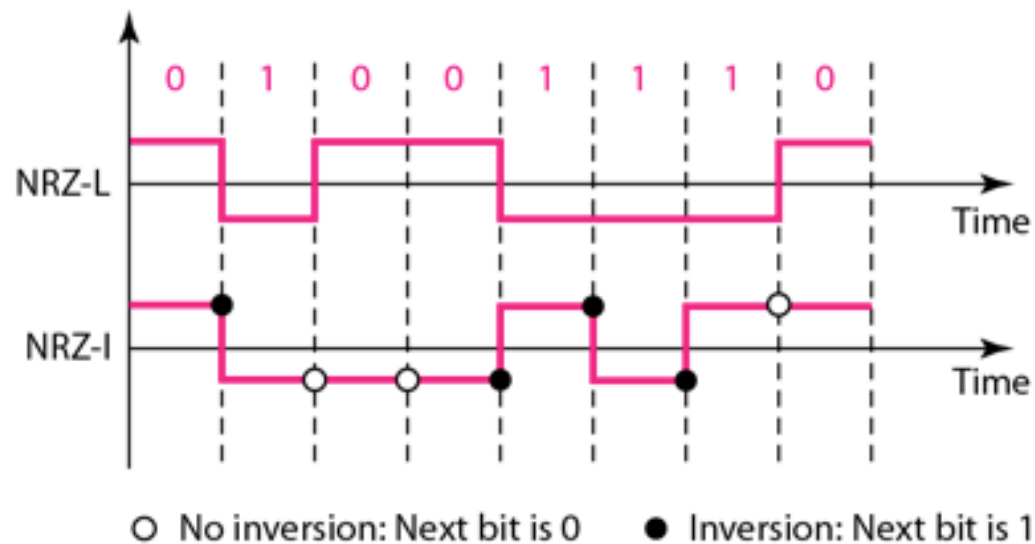 0 1 0 0 1 1 1 0
NRZ-L
Time
NRZ-I
Time
No inversion: Next bit is 0 Inversion: Next bit is 1